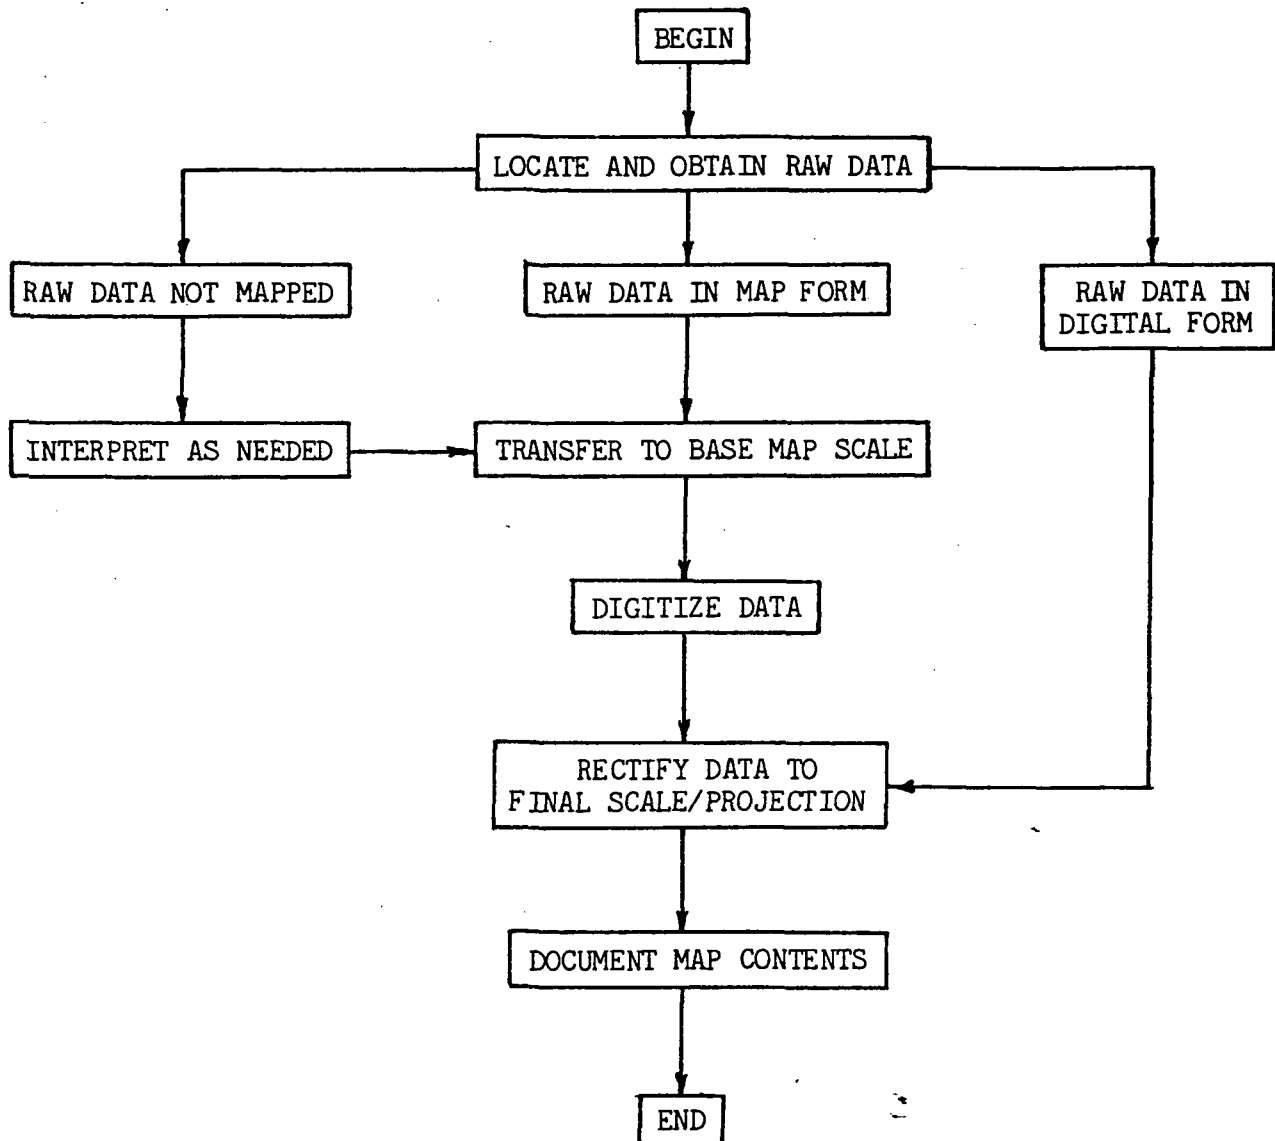 BEGIN
LOCATE AND OBTAIN RAW DATA
RAW DATA NOT MAPPED
RAW DATA IN MAP FORM
RAW DATA IN
DIGITAL FORM
INTERPRET AS NEEDED
TRANSFER TO BASE MAP SCALE
DIGITIZE DATA
RECTIFY DATA TO
FINAL SCALE/PROJECTION
DOCUMENT MAP CONTENTS
END